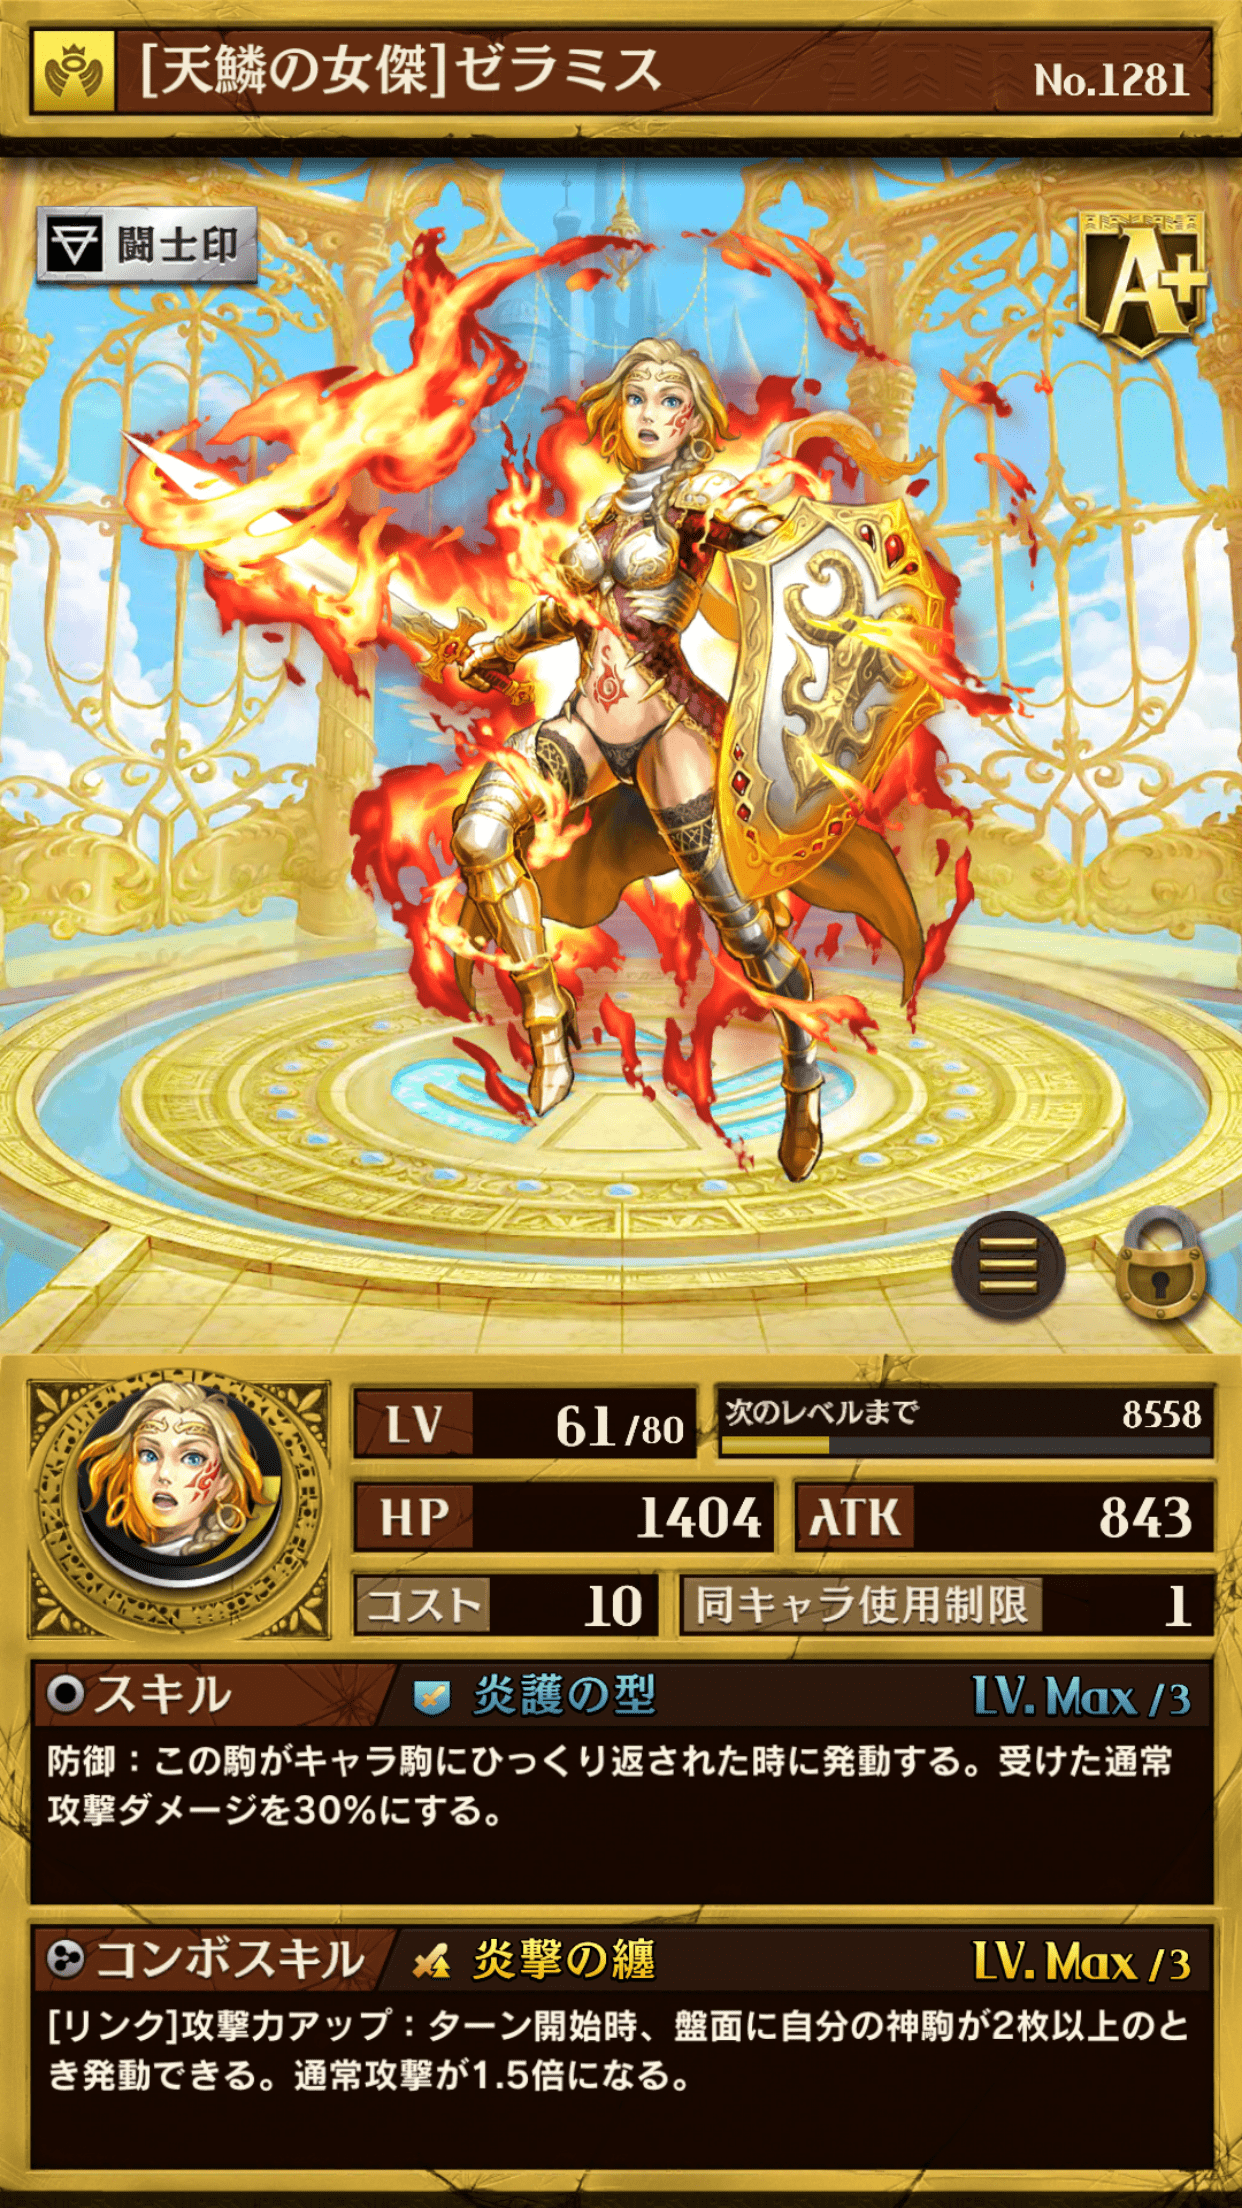 [天鱗の女傑]ゼラミス
No.1281
闘士印
A+
LV 61/80
次のレベルまで 8558
HP 1404
ATK 843
コスト 10
同キャラ使用制限 1
スキル 炎護の型 LV.Max /3
防御：この駒がキャラ駒にひっくり返された時に発動する。受けた通常
攻撃ダメージを30%にする。
コンボスキル 炎撃の纏 LV.Max /3
[リンク]攻撃力アップ：ターン開始時、盤面に自分の神駒が2枚以上のと
き発動できる。通常攻撃が1.5倍になる。